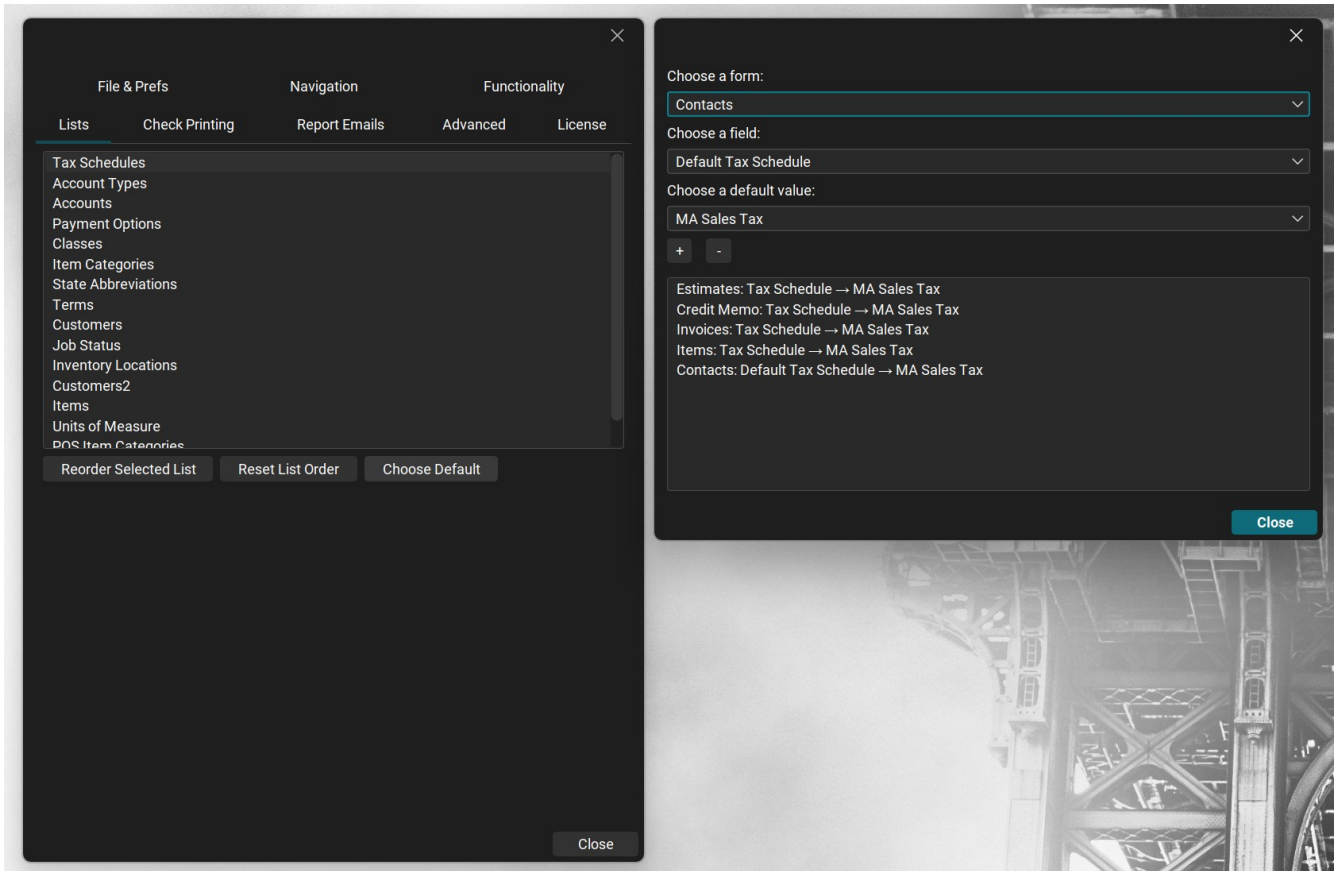 File & Prefs Navigation Functionality
Lists Check Printing Report Emails Advanced License
Tax Schedules
Account Types
Accounts
Payment Options
Classes
Item Categories
State Abbreviations
Terms
Customers
Job Status
Inventory Locations
Customers2
Items
Units of Measure
POS Item Categories
Reorder Selected List Reset List Order Choose Default
Close
Choose a form:
Contacts
Choose a field:
Default Tax Schedule
Choose a default value:
MA Sales Tax
+ -
Estimates: Tax Schedule → MA Sales Tax
Credit Memo: Tax Schedule → MA Sales Tax
Invoices: Tax Schedule → MA Sales Tax
Items: Tax Schedule → MA Sales Tax
Contacts: Default Tax Schedule → MA Sales Tax
Close